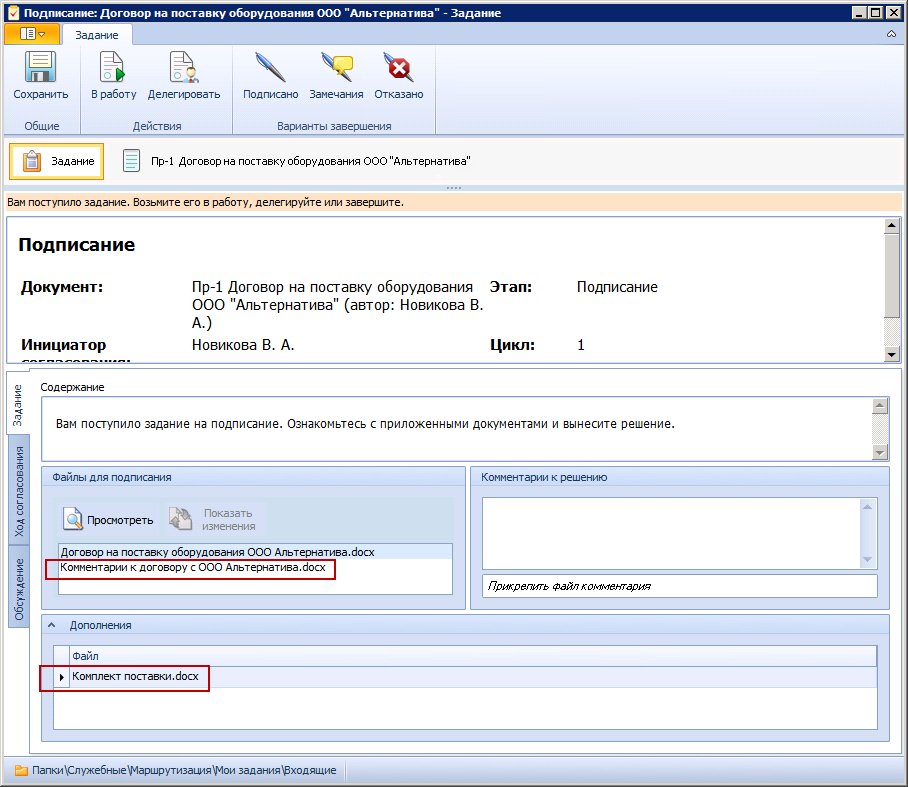 Подписание: Договор на поставку оборудования ООО "Альтернатива" - Задание
Задание
Сохранить
В работу
Делегировать
Подписано
Замечания
Отказано
Общие
Действия
Варианты завершения
Задание
Пр-1 Договор на поставку оборудования ООО "Альтернатива"
Вам поступило задание. Возьмите его в работу, делегируйте или завершите.
Подписание
Документ:
Пр-1 Договор на поставку оборудования
ООО "Альтернатива" (автор: Новикова В.
А.)
Этап:
Подписание
Инициатор
согласования:
Новикова В. А.
Цикл:
1
Задание
Ход согласования
Обсуждение
Содержание
Вам поступило задание на подписание. Ознакомьтесь с приложенными документами и вынесите решение.
Файлы для подписания
Просмотреть
Показать
изменения
Договор на поставку оборудования ООО Альтернатива.docx
Комментарии к договору с ООО Альтернатива.docx
Комментарии к решению
Прикрепить файл комментария
Дополнения
Файл
Комплект поставки.docx
Папки\Служебные\Маршрутизация\Мои задания\Входящие